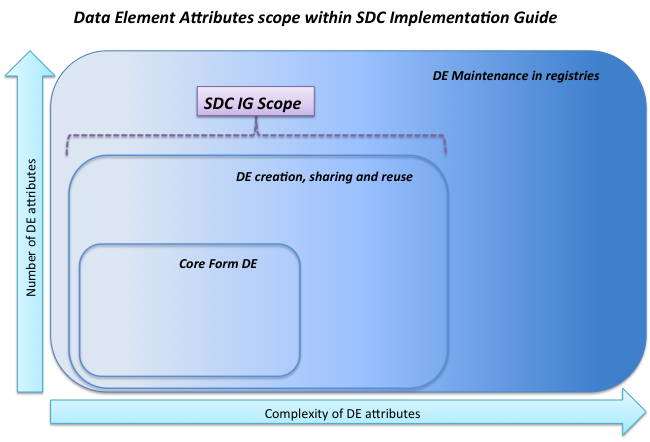 Data Element Attributes scope within SDC Implementation Guide
DE Maintenance in registries
SDC IG Scope
DE creation, sharing and reuse
Core Form DE
Number of DE attributes
Complexity of DE attributes